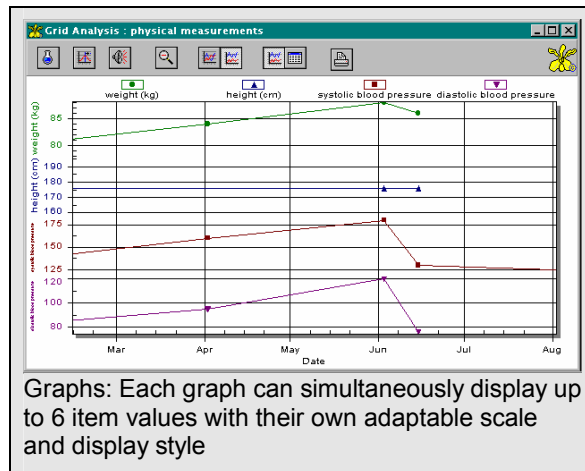 Grid Analysis : physical measurements
weight (kg) height (cm) systolic blood pressure diastolic blood pressure
weight (kg)
85
80
height (cm)
190
180
170
160
175
150
125
120
100
80
Mar Apr May Jun Jul Aug
Date
Graphs: Each graph can simultaneously display up
to 6 item values with their own adaptable scale
and display style